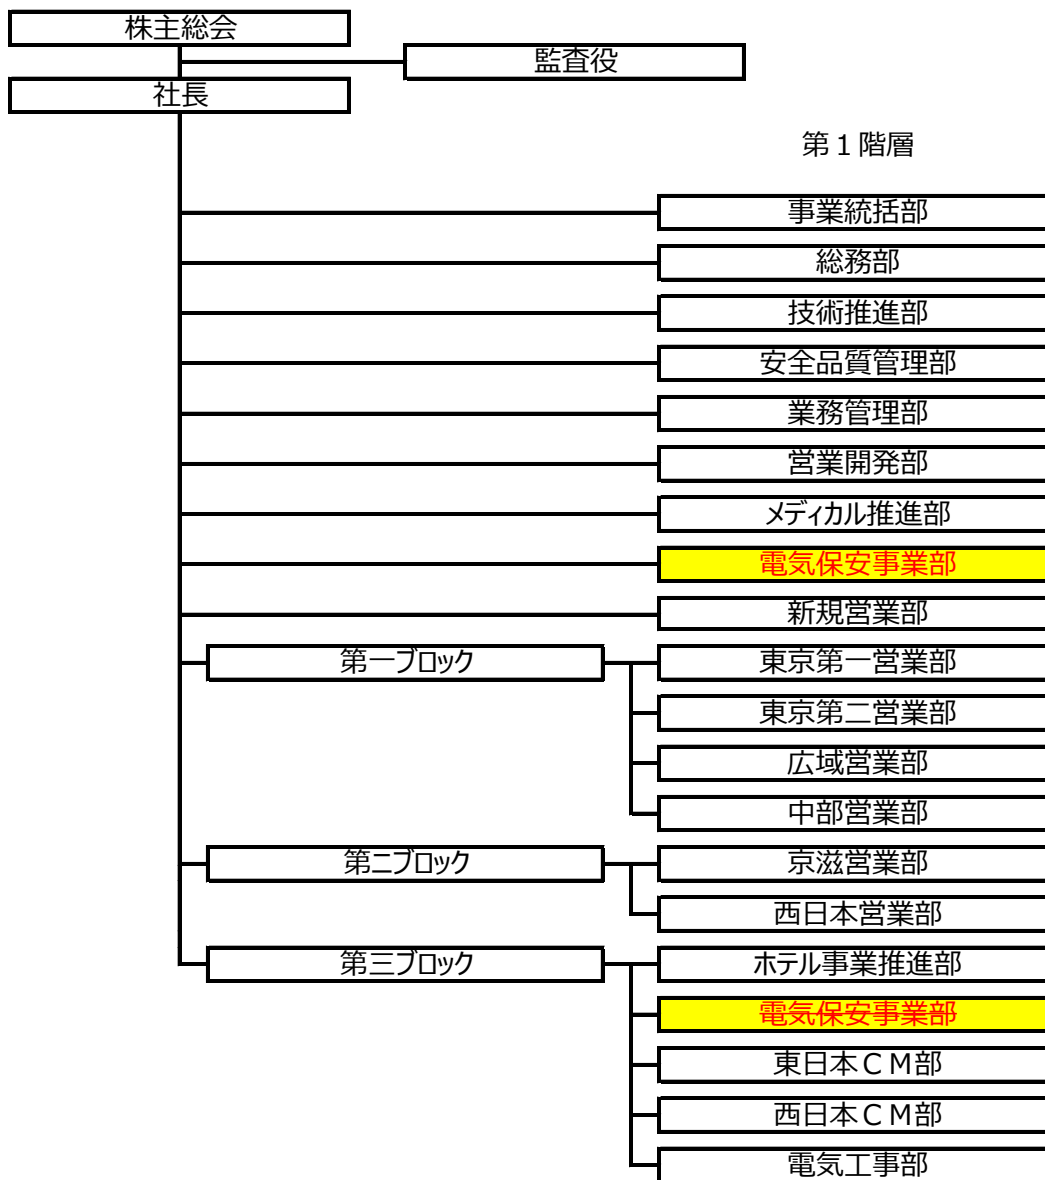 株主総会
監査役
社長
第１階層
事業統括部
総務部
技術推進部
安全品質管理部
業務管理部
営業開発部
メディカル推進部
電気保安事業部
新規営業部
第一ブロック
東京第一営業部
東京第二営業部
広域営業部
中部営業部
第二ブロック
京滋営業部
西日本営業部
第三ブロック
ホテル事業推進部
電気保安事業部
東日本ＣＭ部
西日本ＣＭ部
電気工事部